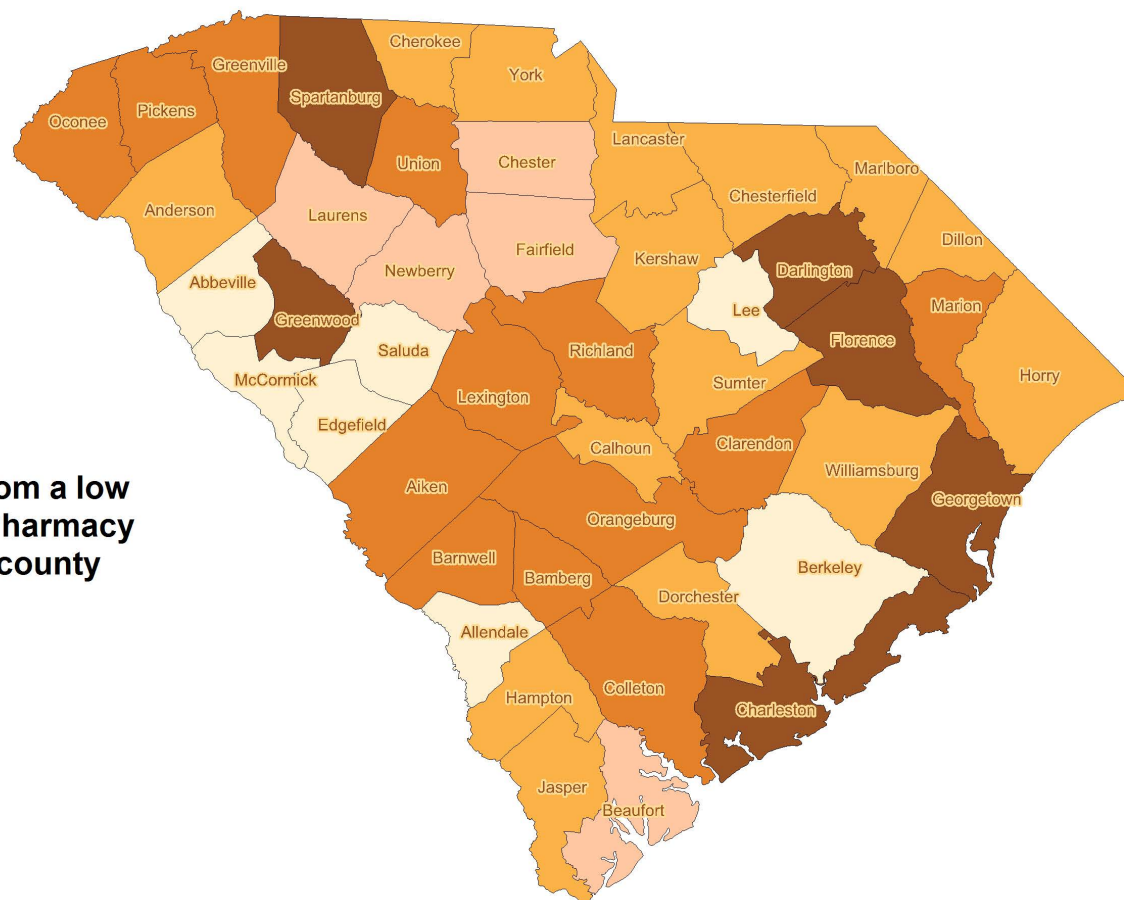 Cherokee
York
Greenville
Spartanburg
Pickens
Oconee
Union
Chester
Lancaster
Marlboro
Chesterfield
Anderson
Laurens
Fairfield
Dillon
Kershaw
Newberry
Darlington
Abbeville
Lee
Marion
Greenwood
Florence
Saluda
Richland
McCormick
Sumter
Horry
Lexington
Edgefield
Calhoun
Clarendon
Williamsburg
Aiken
om a low
harmacy
county
Georgetown
Orangeburg
Barnwell
Bamberg
Berkeley
Dorchester
Allendale
Colleton
Hampton
Charleston
Jasper
Beaufort